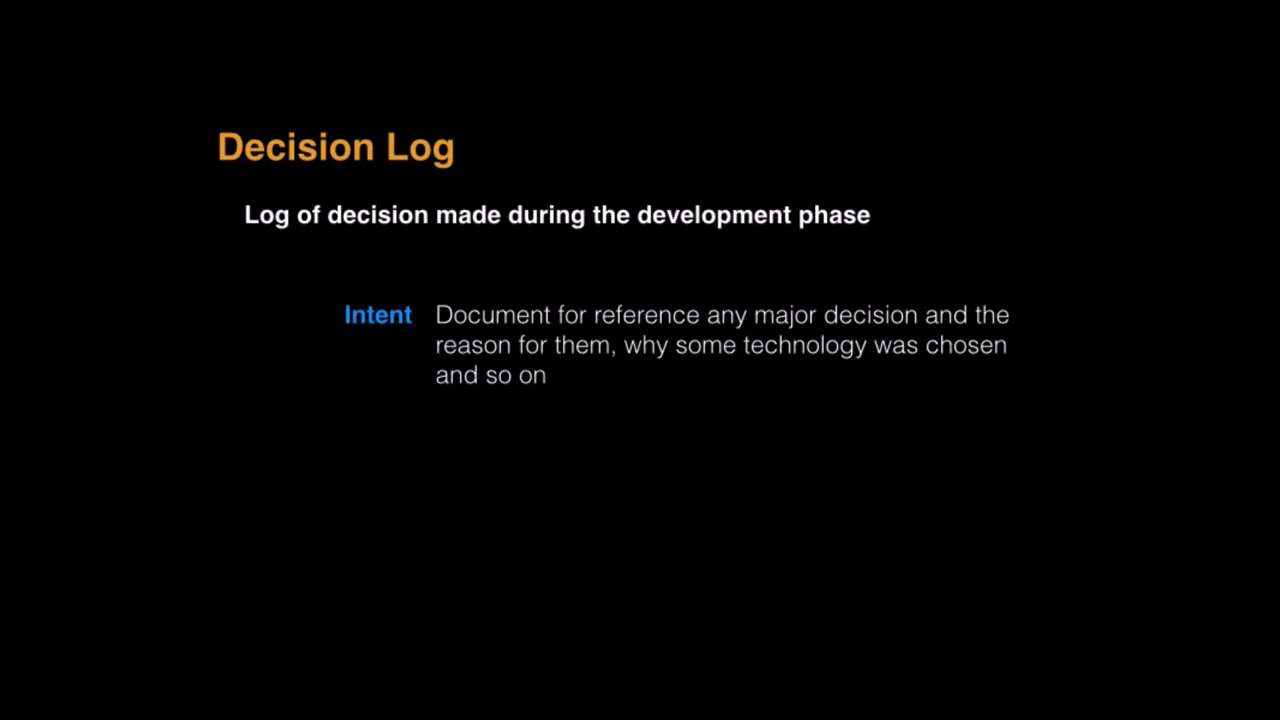 Decision Log
Log of decision made during the development phase
Intent Document for reference any major decision and the
reason for them, why some technology was chosen
and so on